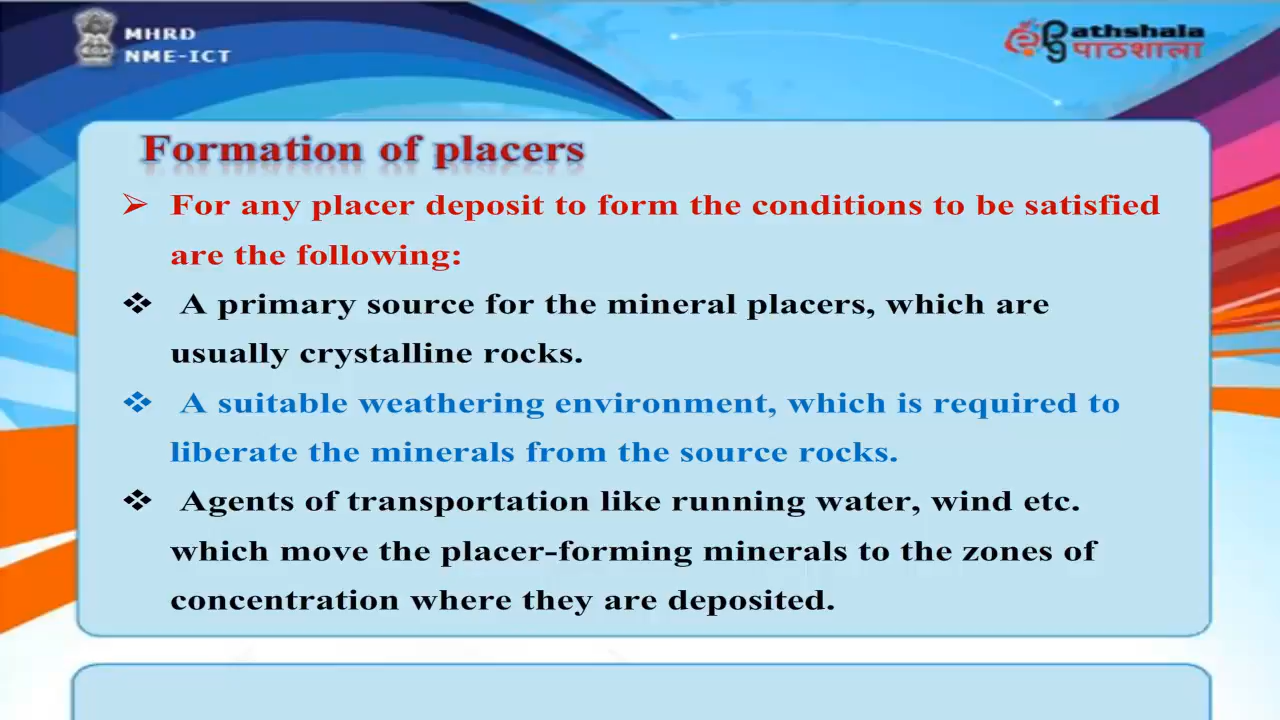 MHRD
NME-ICT
athshala
पाठशाला
Formation of placers
For any placer deposit to form the conditions to be satisfied
are the following:
A primary source for the mineral placers, which are
usually crystalline rocks.
A suitable weathering environment, which is required to
liberate the minerals from the source rocks.
Agents of transportation like running water, wind etc.
which move the placer-forming minerals to the zones of
concentration where they are deposited.